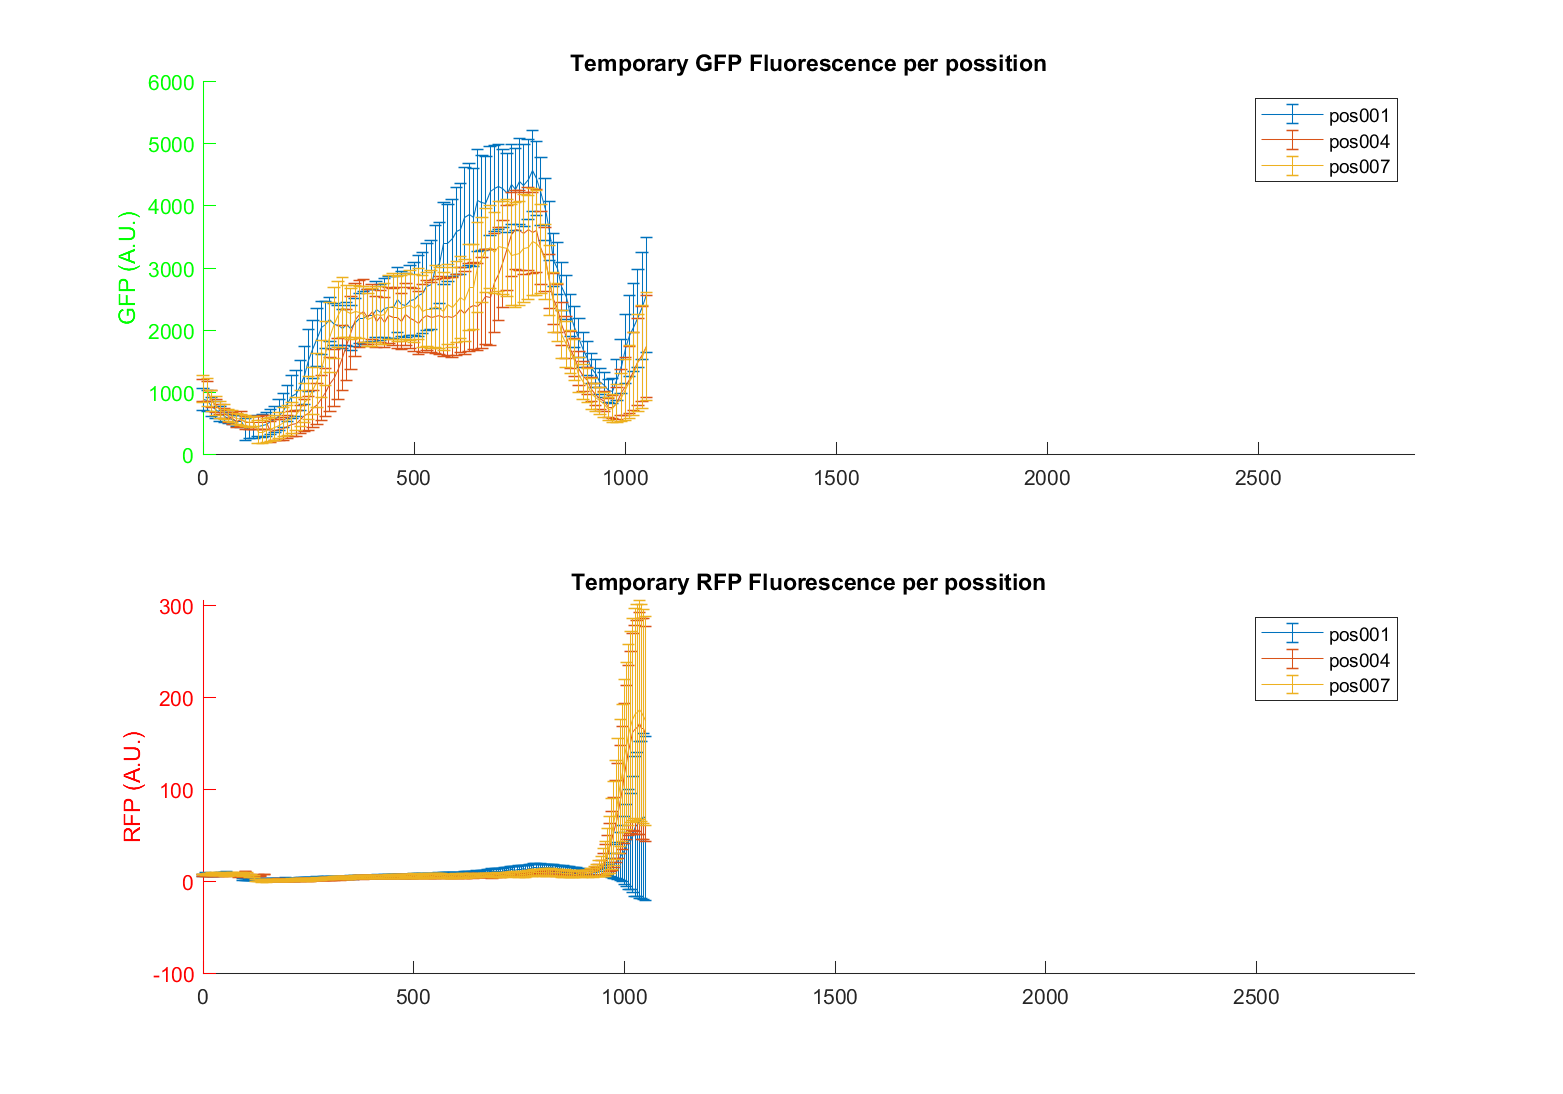 Temporary GFP Fluorescence per possition
6000
5000
4000
3000
2000
1000
0
GFP (A.U.)
pos001
pos004
pos007
0 500 1000 1500 2000 2500
Temporary RFP Fluorescence per possition
300
200
100
0
-100
RFP (A.U.)
pos001
pos004
pos007
0 500 1000 1500 2000 2500